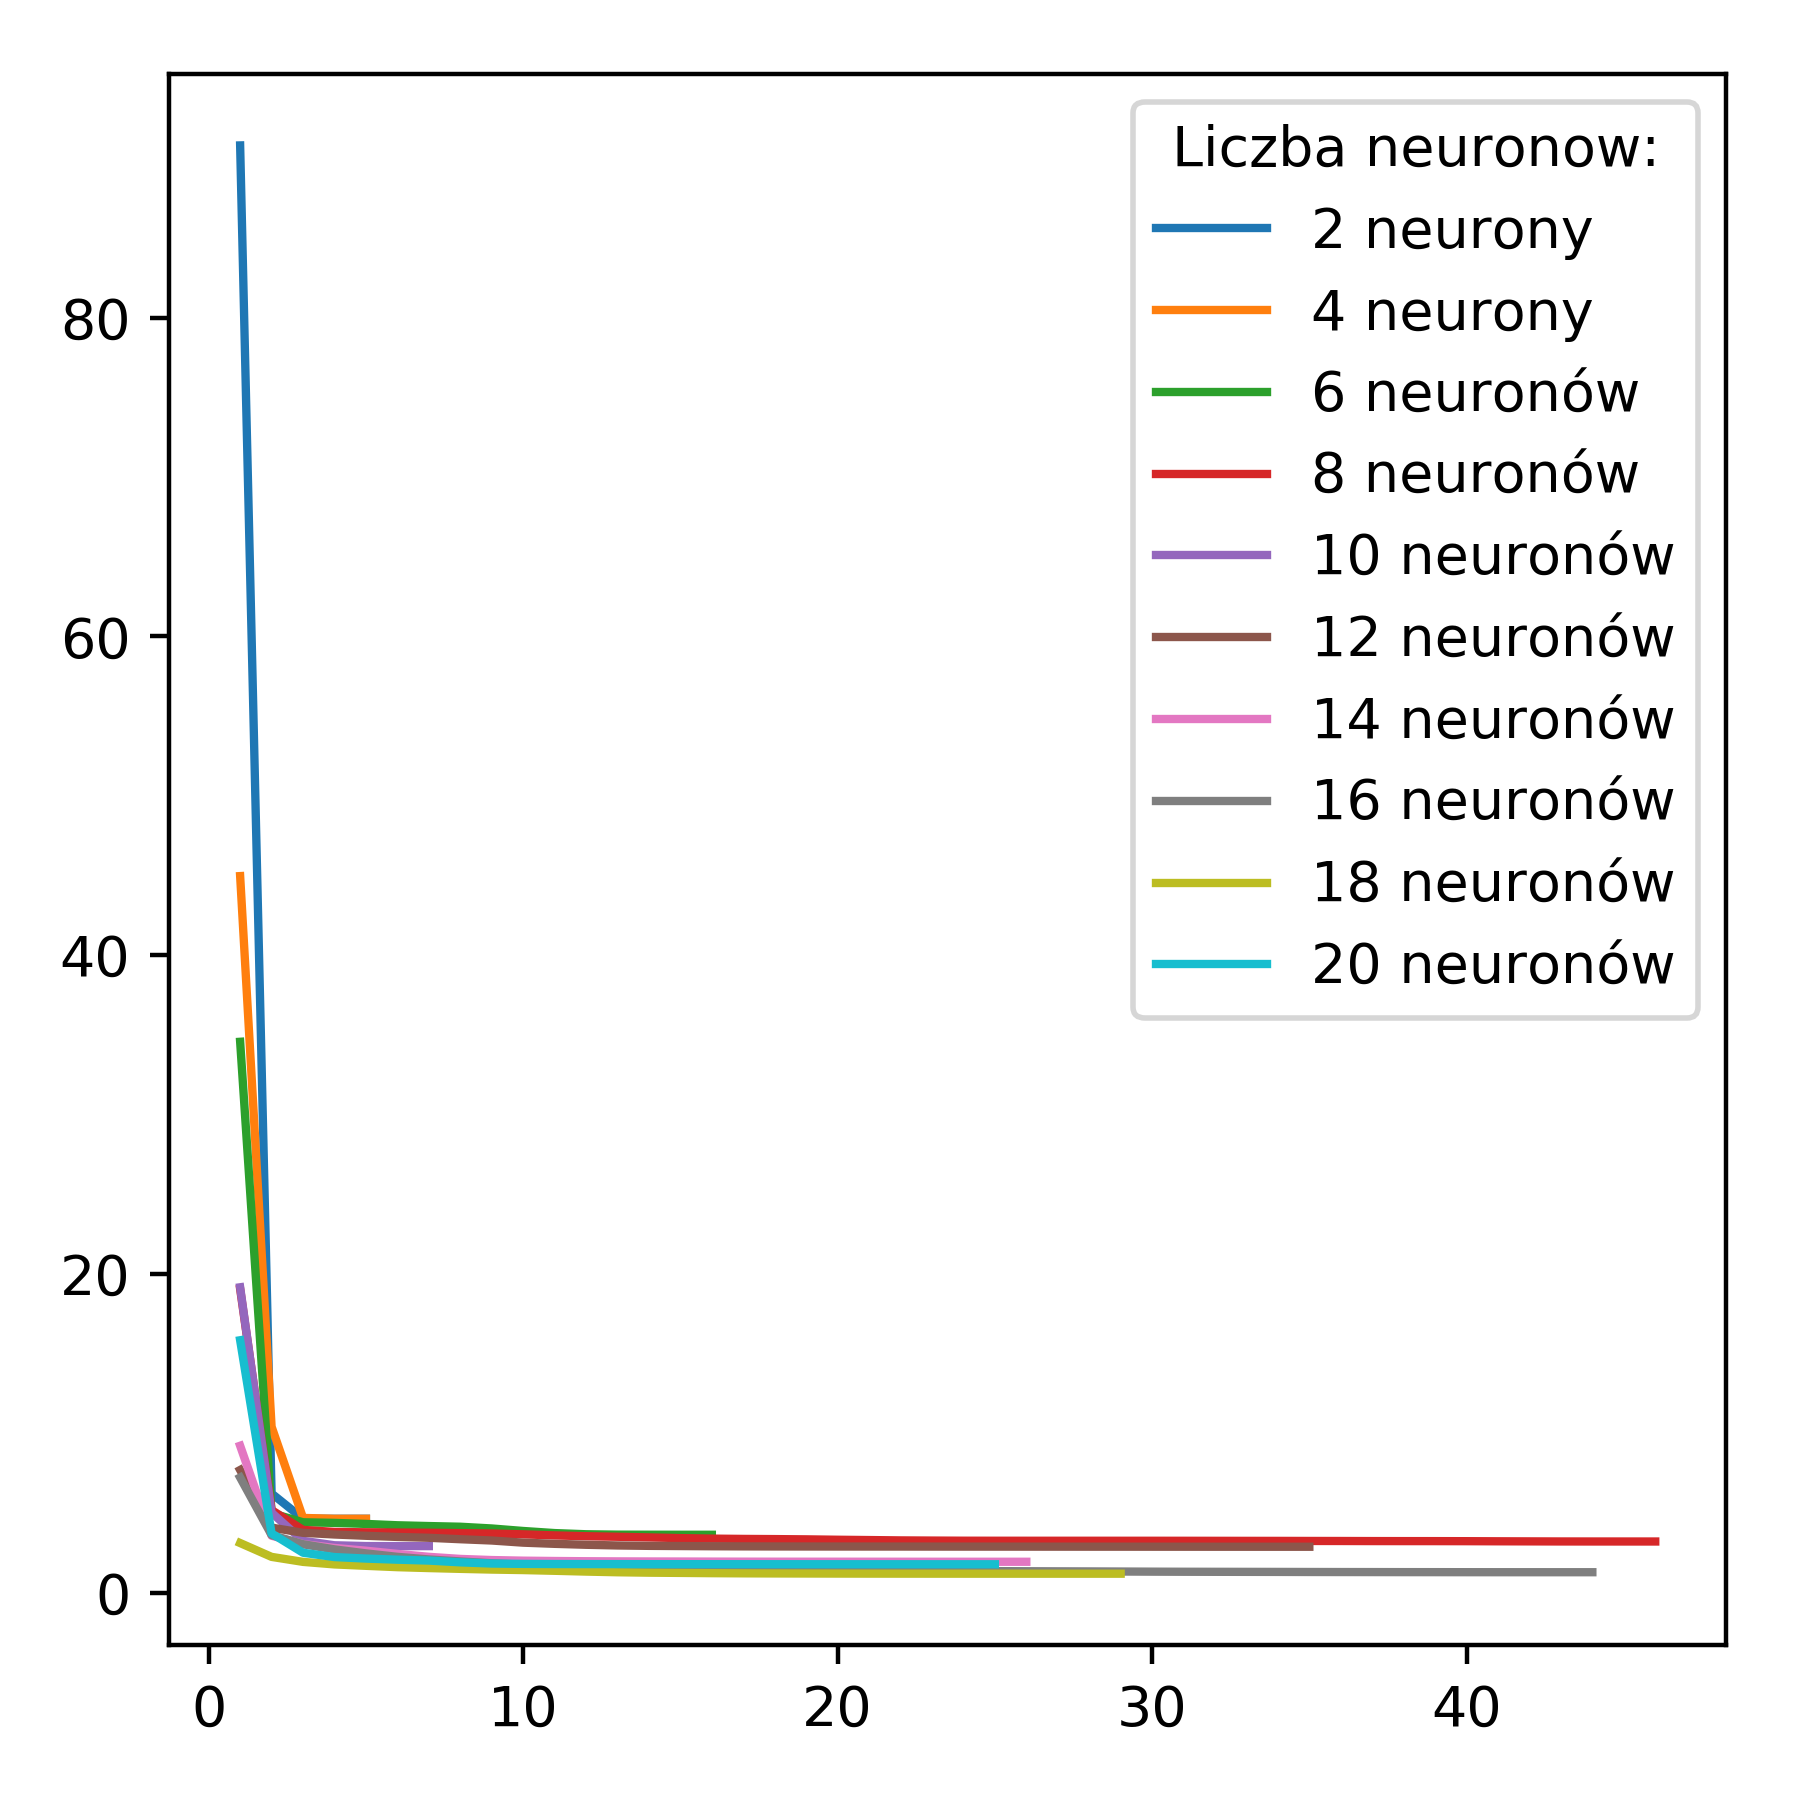 80
60
40
20
0
0 10 20 30 40
Liczba neuronow:
2 neurony
4 neurony
6 neuronów
8 neuronów
10 neuronów
12 neuronów
14 neuronów
16 neuronów
18 neuronów
20 neuronów